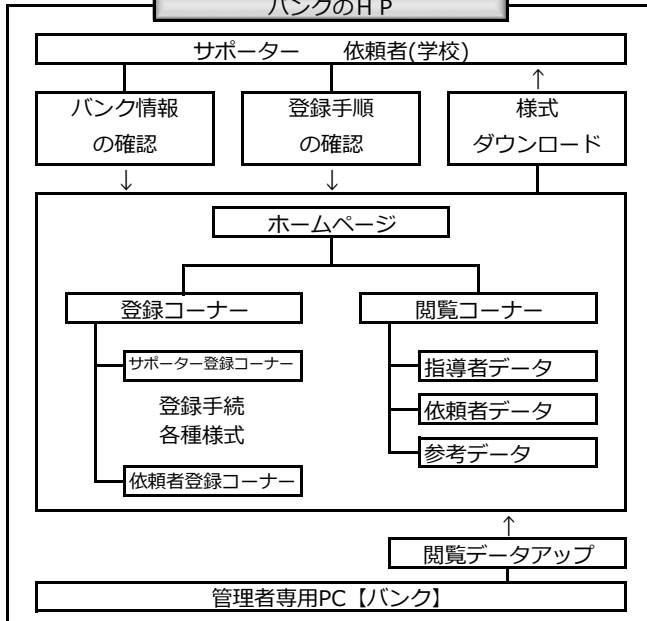 バンクのＨＰ
サポーター　　依頼者(学校)
↑
バンク情報
の確認
登録手順
の確認
様式
ダウンロード
↓
↓
ホームページ
登録コーナー
閲覧コーナー
サポーター登録コーナー
登録手続
各種様式
依頼者登録コーナー
指導者データ
依頼者データ
参考データ
↑
閲覧データアップ
管理者専用PC【バンク】